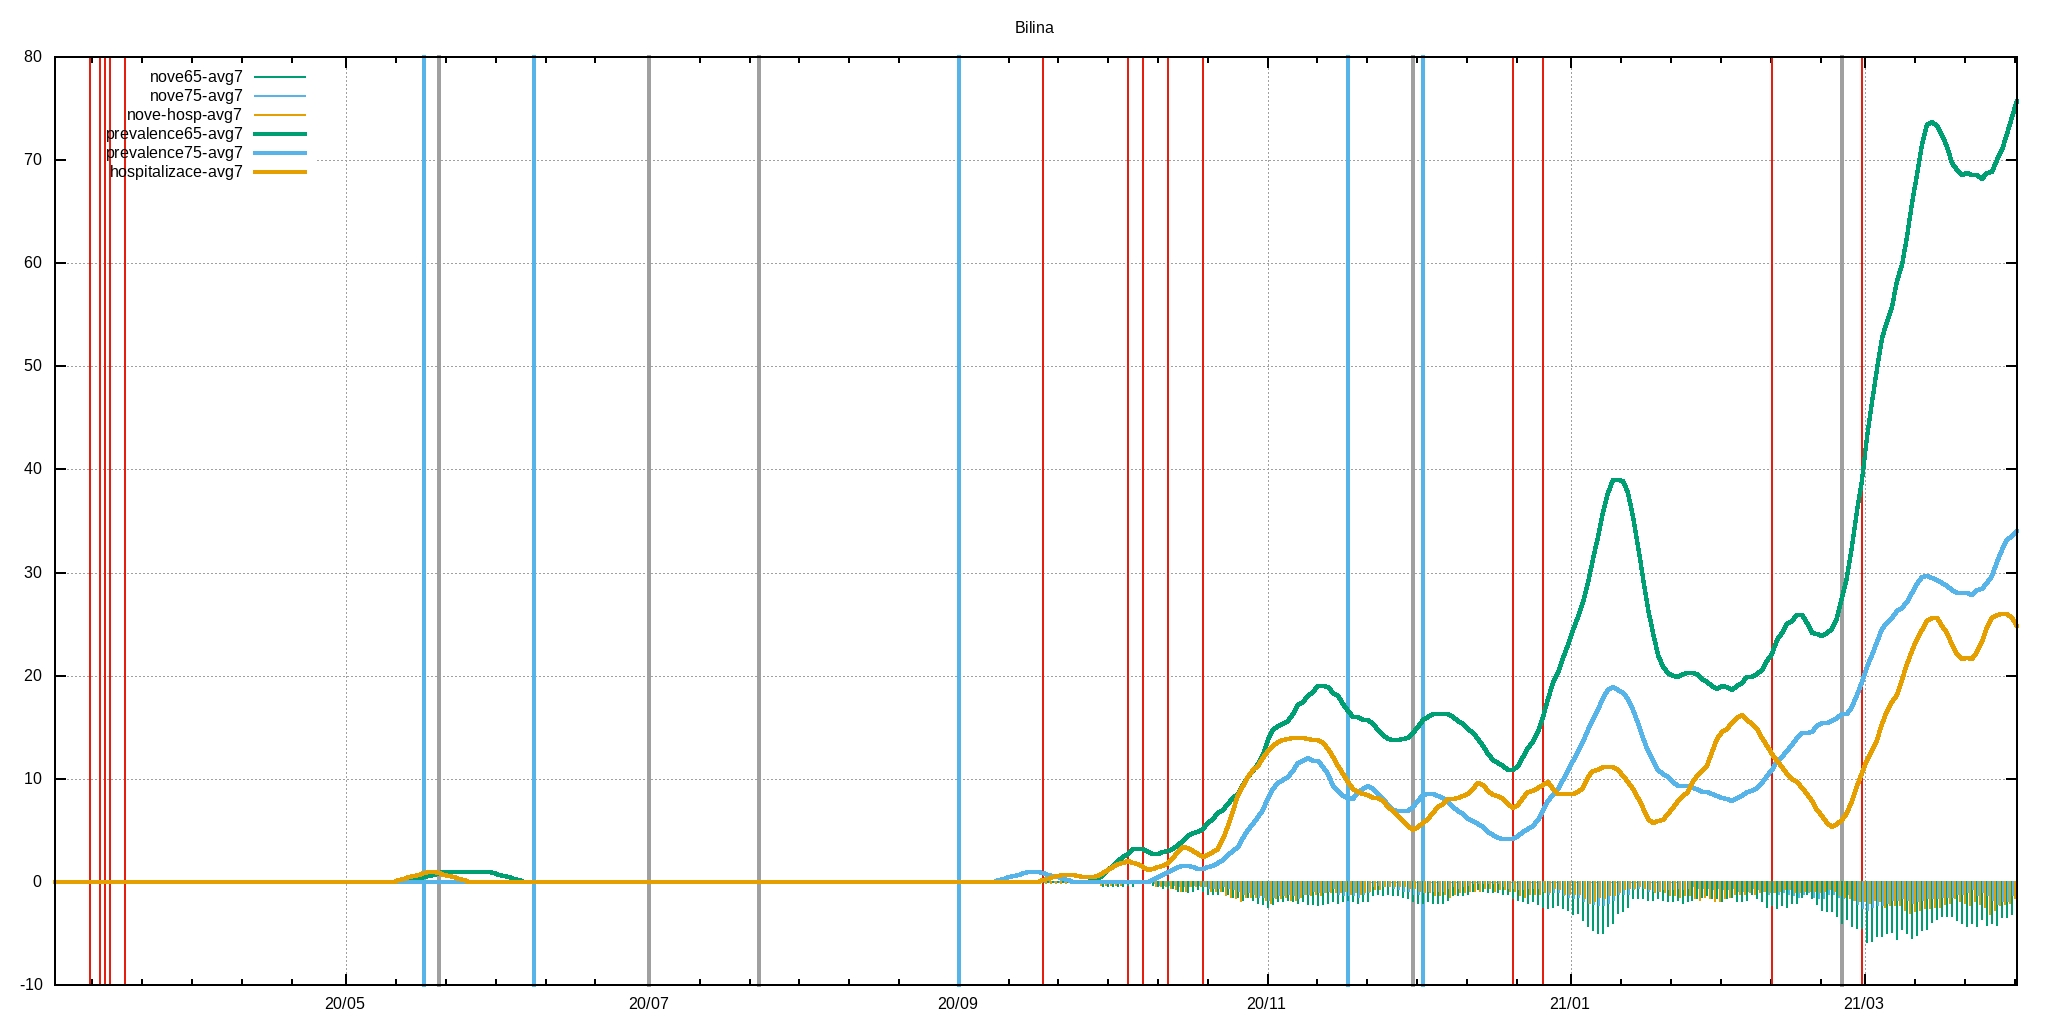 Bilina
80
nove65-avg7
nove75-avg7
nove-hosp-avg7
prevalence65-avg7
prevalence75-avg7
hospitalizace-avg7
70
60
50
40
30
20
10
0
-10
20/05 20/07 20/09 20/11 21/01 21/03